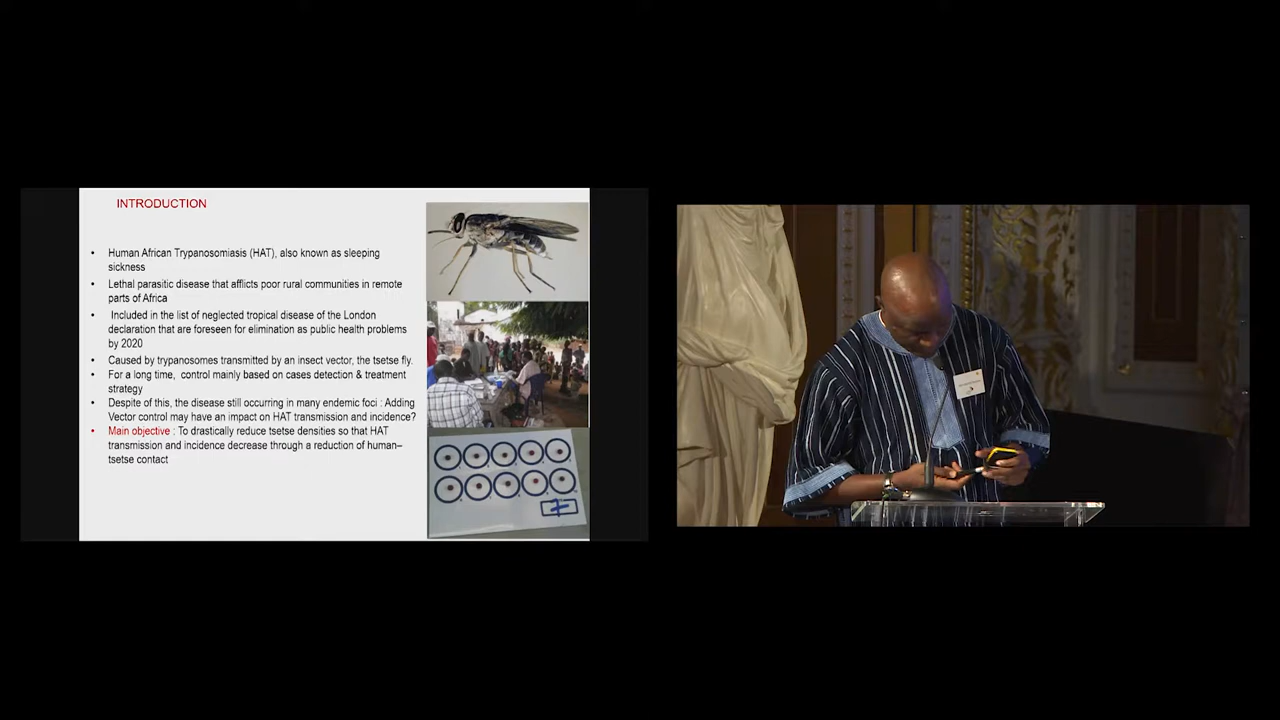 INTRODUCTION
• Human African Trypanosomiasis (HAT), also known as sleeping
sickness
• Lethal parasitic disease that afflicts poor rural communities in remote
parts of Africa
• Included in the list of neglected tropical disease of the London
declaration that are foreseen for elimination as public health problems
by 2020
• Caused by trypanosomes transmitted by an insect vector, the tsetse fly.
• For a long time, control mainly based on cases detection & treatment
strategy
• Despite of this, the disease still occurring in many endemic foci : Adding
Vector control may have an impact on HAT transmission and incidence?
• Main objective : To drastically reduce tsetse densities so that HAT
transmission and incidence decrease through a reduction of human–
tsetse contact